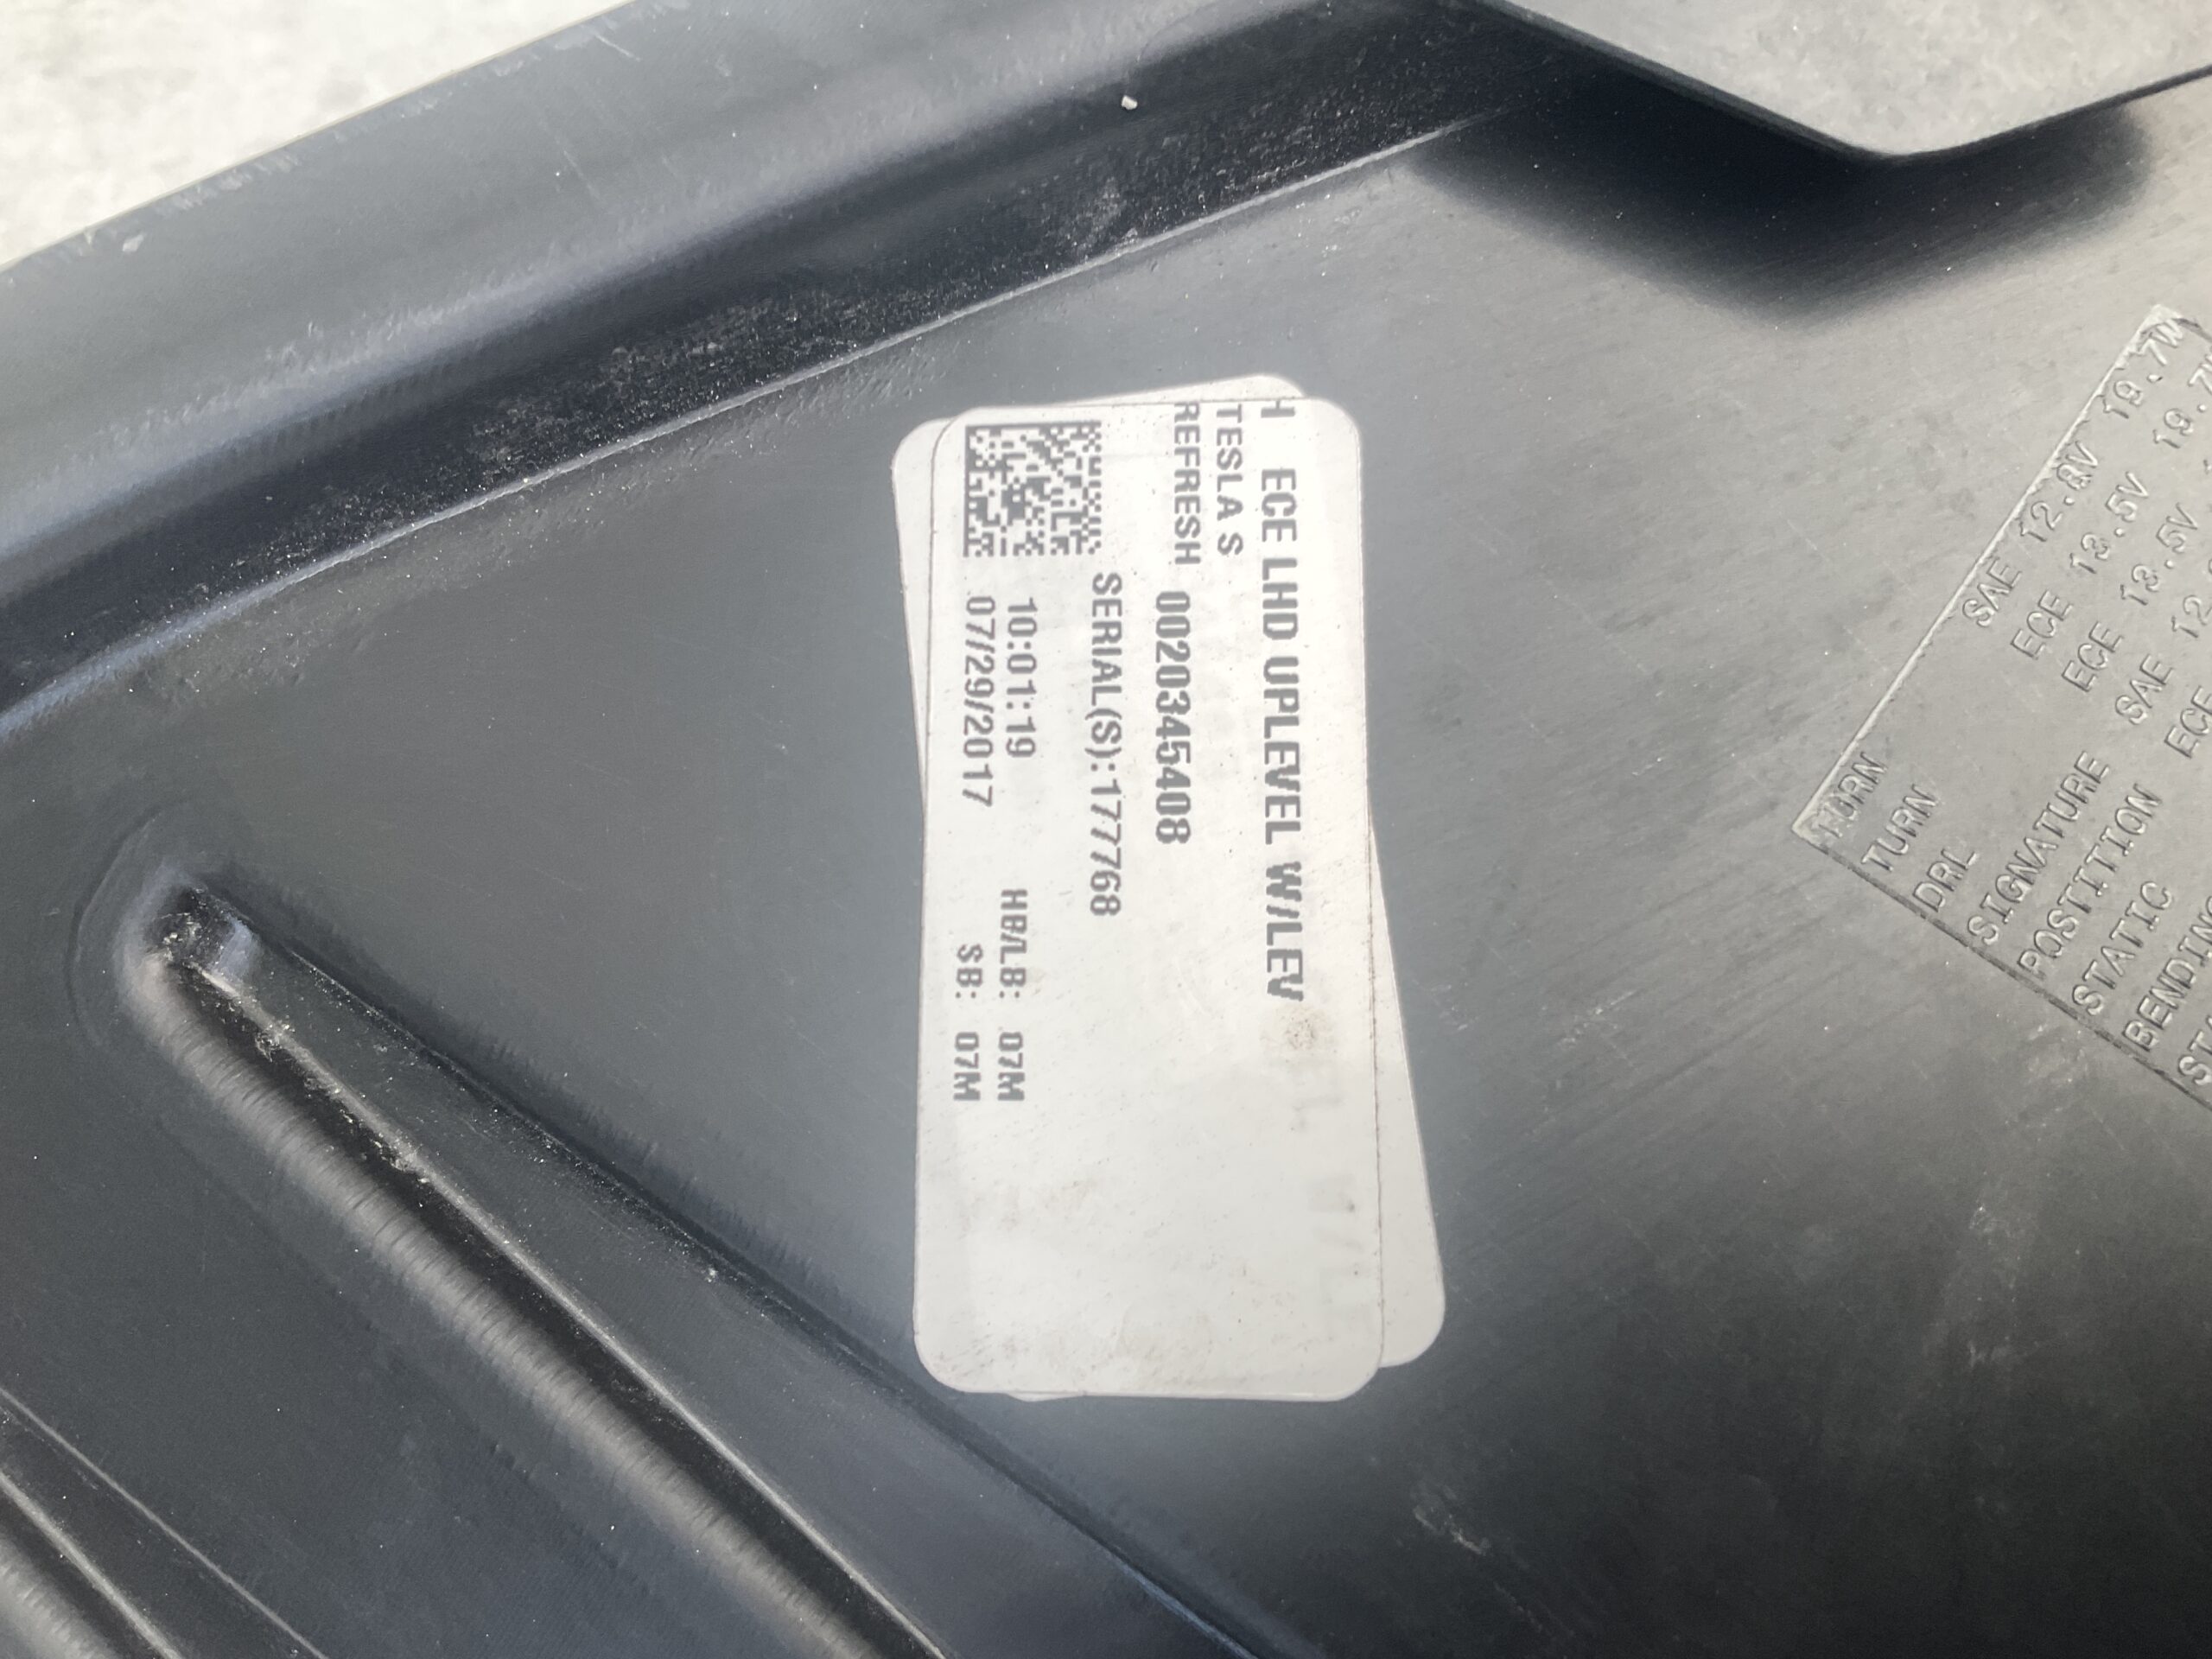 H ECE LHD UPLEVEL W/LEV
TESLA S
REFRESH 0020345408
SERIAL(S):177768
10:01:19 HB/LB: 07M
07/29/2017 SB: 07M
TURN SAE 12.8V 19.7W
TURN ECE 13.5V 19.7W
DRL ECE 13.5V
SIGNATURE SAE
POSTITION ECE
STATIC
BENDING